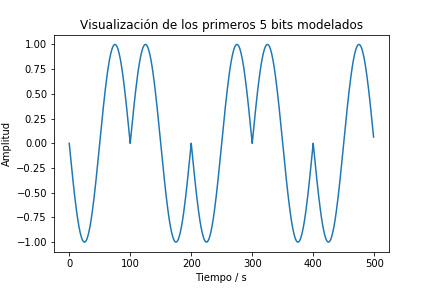 Visualización de los primeros 5 bits modelados
1.00
0.75
0.50
0.25
0.00
−0.25
−0.50
−0.75
−1.00
Amplitud
0 100 200 300 400 500
Tiempo / s